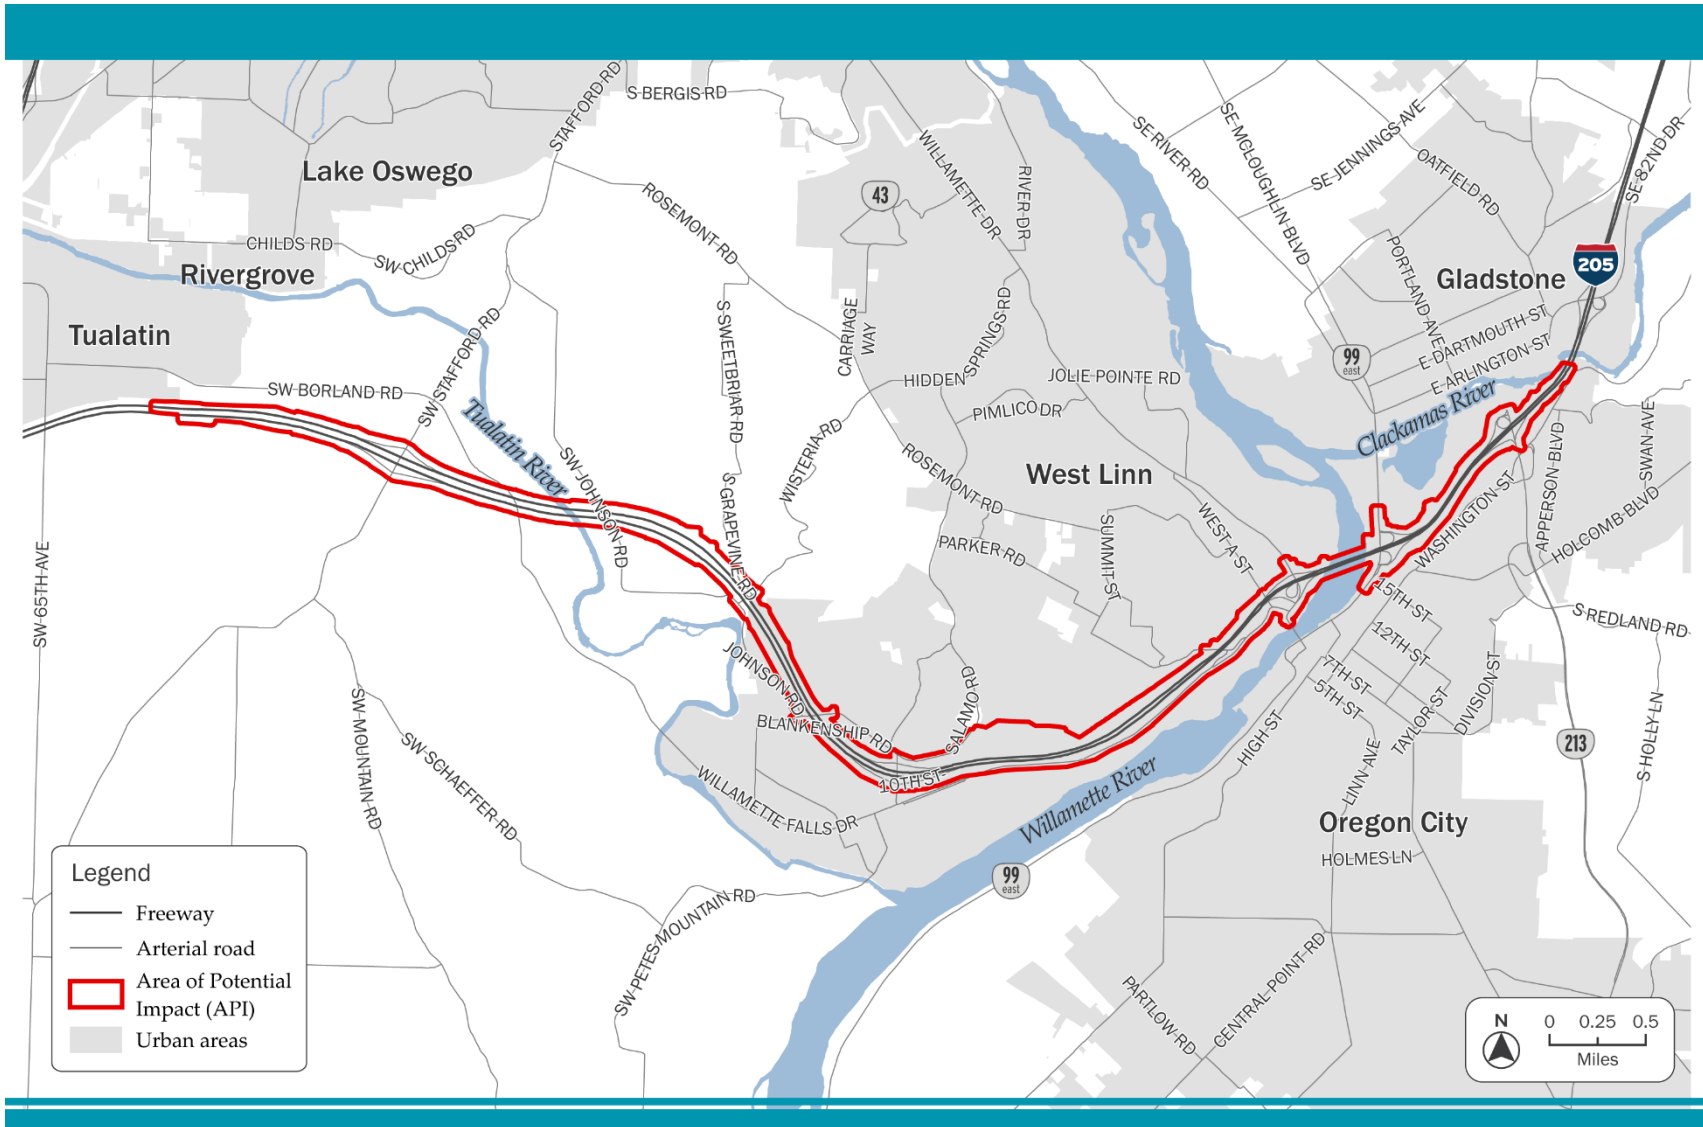 S BERGIS RD
STAFFORD RD
Lake Oswego
ROSEMONT RD
43
WILLAMETTE DR
RIVER DR
SE RIVER RD
SE MCLOUGHLIN BLVD
SE JENNINGS AVE
OATFIELD RD
SE 82ND DR
CHILDS RD
SW CHILDS RD
Rivergrove
Tualatin
205
Gladstone
PORTLAND AVE
E DARTMOUTH ST
E ARLINGTON ST
99
east
Clackamas River
SW BORLAND RD
SW STAFFORD RD
Tualatin River
SW JOHNSON RD
S SWEETBRIAR RD
S GRAPEVINE RD
CARRIAGE
WAY
HIDDEN SPRINGS RD
JOLIE POINTE RD
PIMLICO DR
WISTERIA RD
ROSEMONT RD
West Linn
PARKER RD
SUMMIT ST
WEST A ST
WASHINGTON ST
APPERSON BLVD
SWAN AVE
HOLCOMB BLVD
S REDLAND RD
SW 65TH AVE
15TH ST
12TH ST
7TH ST
5TH ST
TAYLOR ST
DIVISION ST
JOHNSON RD
BLANKENSHIP RD
SALAMO RD
10TH ST
WILLAMETTE FALLS DR
Willamette River
HIGH ST
LINN AVE
213
S HOLLY LN
Oregon City
HOLMES LN
99
east
SW MOUNTAIN RD
SW SCHAEFFER RD
SW PETES MOUNTAIN RD
PARTLOW RD
CENTRAL POINT RD
Legend
Freeway
Arterial road
Area of Potential
Impact (API)
Urban areas
N
0 0.25 0.5
Miles